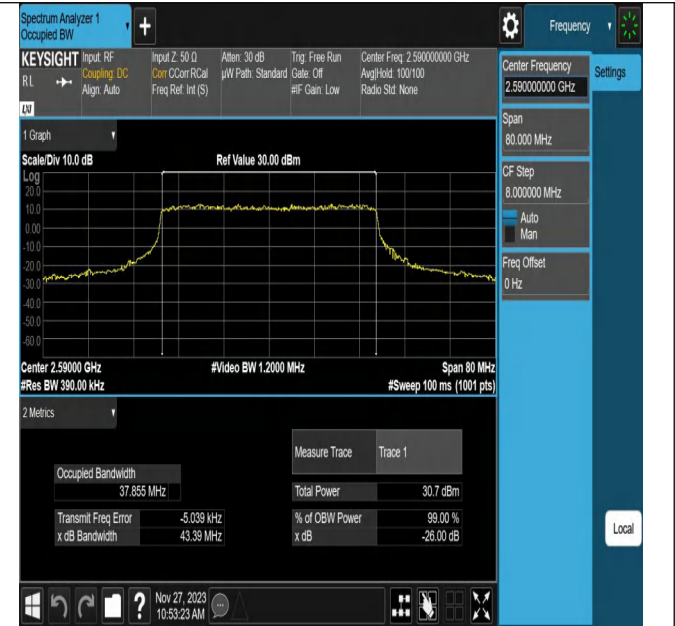 Spectrum Analyzer 1
Occupied BW
+
Frequency
KEYSIGHT
Input: RF
Input Z: 50 Ω
Atten: 30 dB
Trig: Free Run
Center Freq: 2.590000000 GHz
RL
Coupling: DC
Corr CCorr RCal
µW Path: Standard
Gate: Off
Avg|Hold: 100/100
Align: Auto
Freq Ref: Int (S)
#IF Gain: Low
Radio Std: None
LXI
Center Frequency
2.590000000 GHz
Settings
Span
80.000 MHz
CF Step
8.000000 MHz
Auto
Man
Freq Offset
0 Hz
1 Graph
Scale/Div 10.0 dB
Ref Value 30.00 dBm
Log
20.0
10.0
0.00
-10.0
-20.0
-30.0
-40.0
-50.0
-60.0
Center 2.59000 GHz
#Video BW 1.2000 MHz
Span 80 MHz
#Res BW 390.00 kHz
#Sweep 100 ms (1001 pts)
2 Metrics
Measure Trace
Trace 1
Occupied Bandwidth
37.855 MHz
Total Power
30.7 dBm
Transmit Freq Error
-5.039 kHz
% of OBW Power
99.00 %
x dB Bandwidth
43.39 MHz
x dB
-26.00 dB
Local
?
Nov 27, 2023
10:53:23 AM